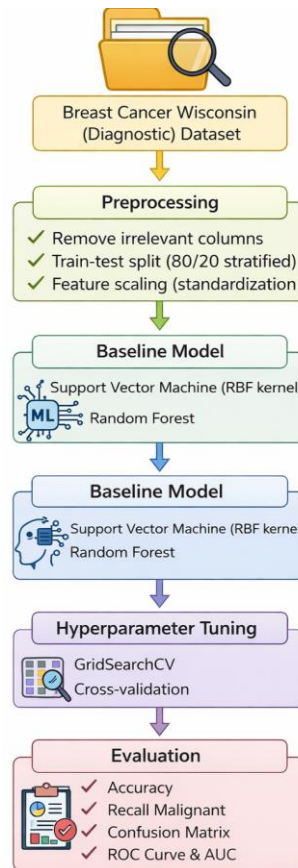 Breast Cancer Wisconsin
(Diagnostic) Dataset
Preprocessing
Remove irrelevant columns
Train-test split (80/20 stratified)
Feature scaling (standardization
Baseline Model
Support Vector Machine (RBF kernel
ML
Random Forest
Baseline Model
Support Vector Machine (RBF kerne
Random Forest
Hyperparameter Tuning
GridSearchCV
Cross-validation
Evaluation
Accuracy
Recall Malignant
Confusion Matrix
ROC Curve & AUC